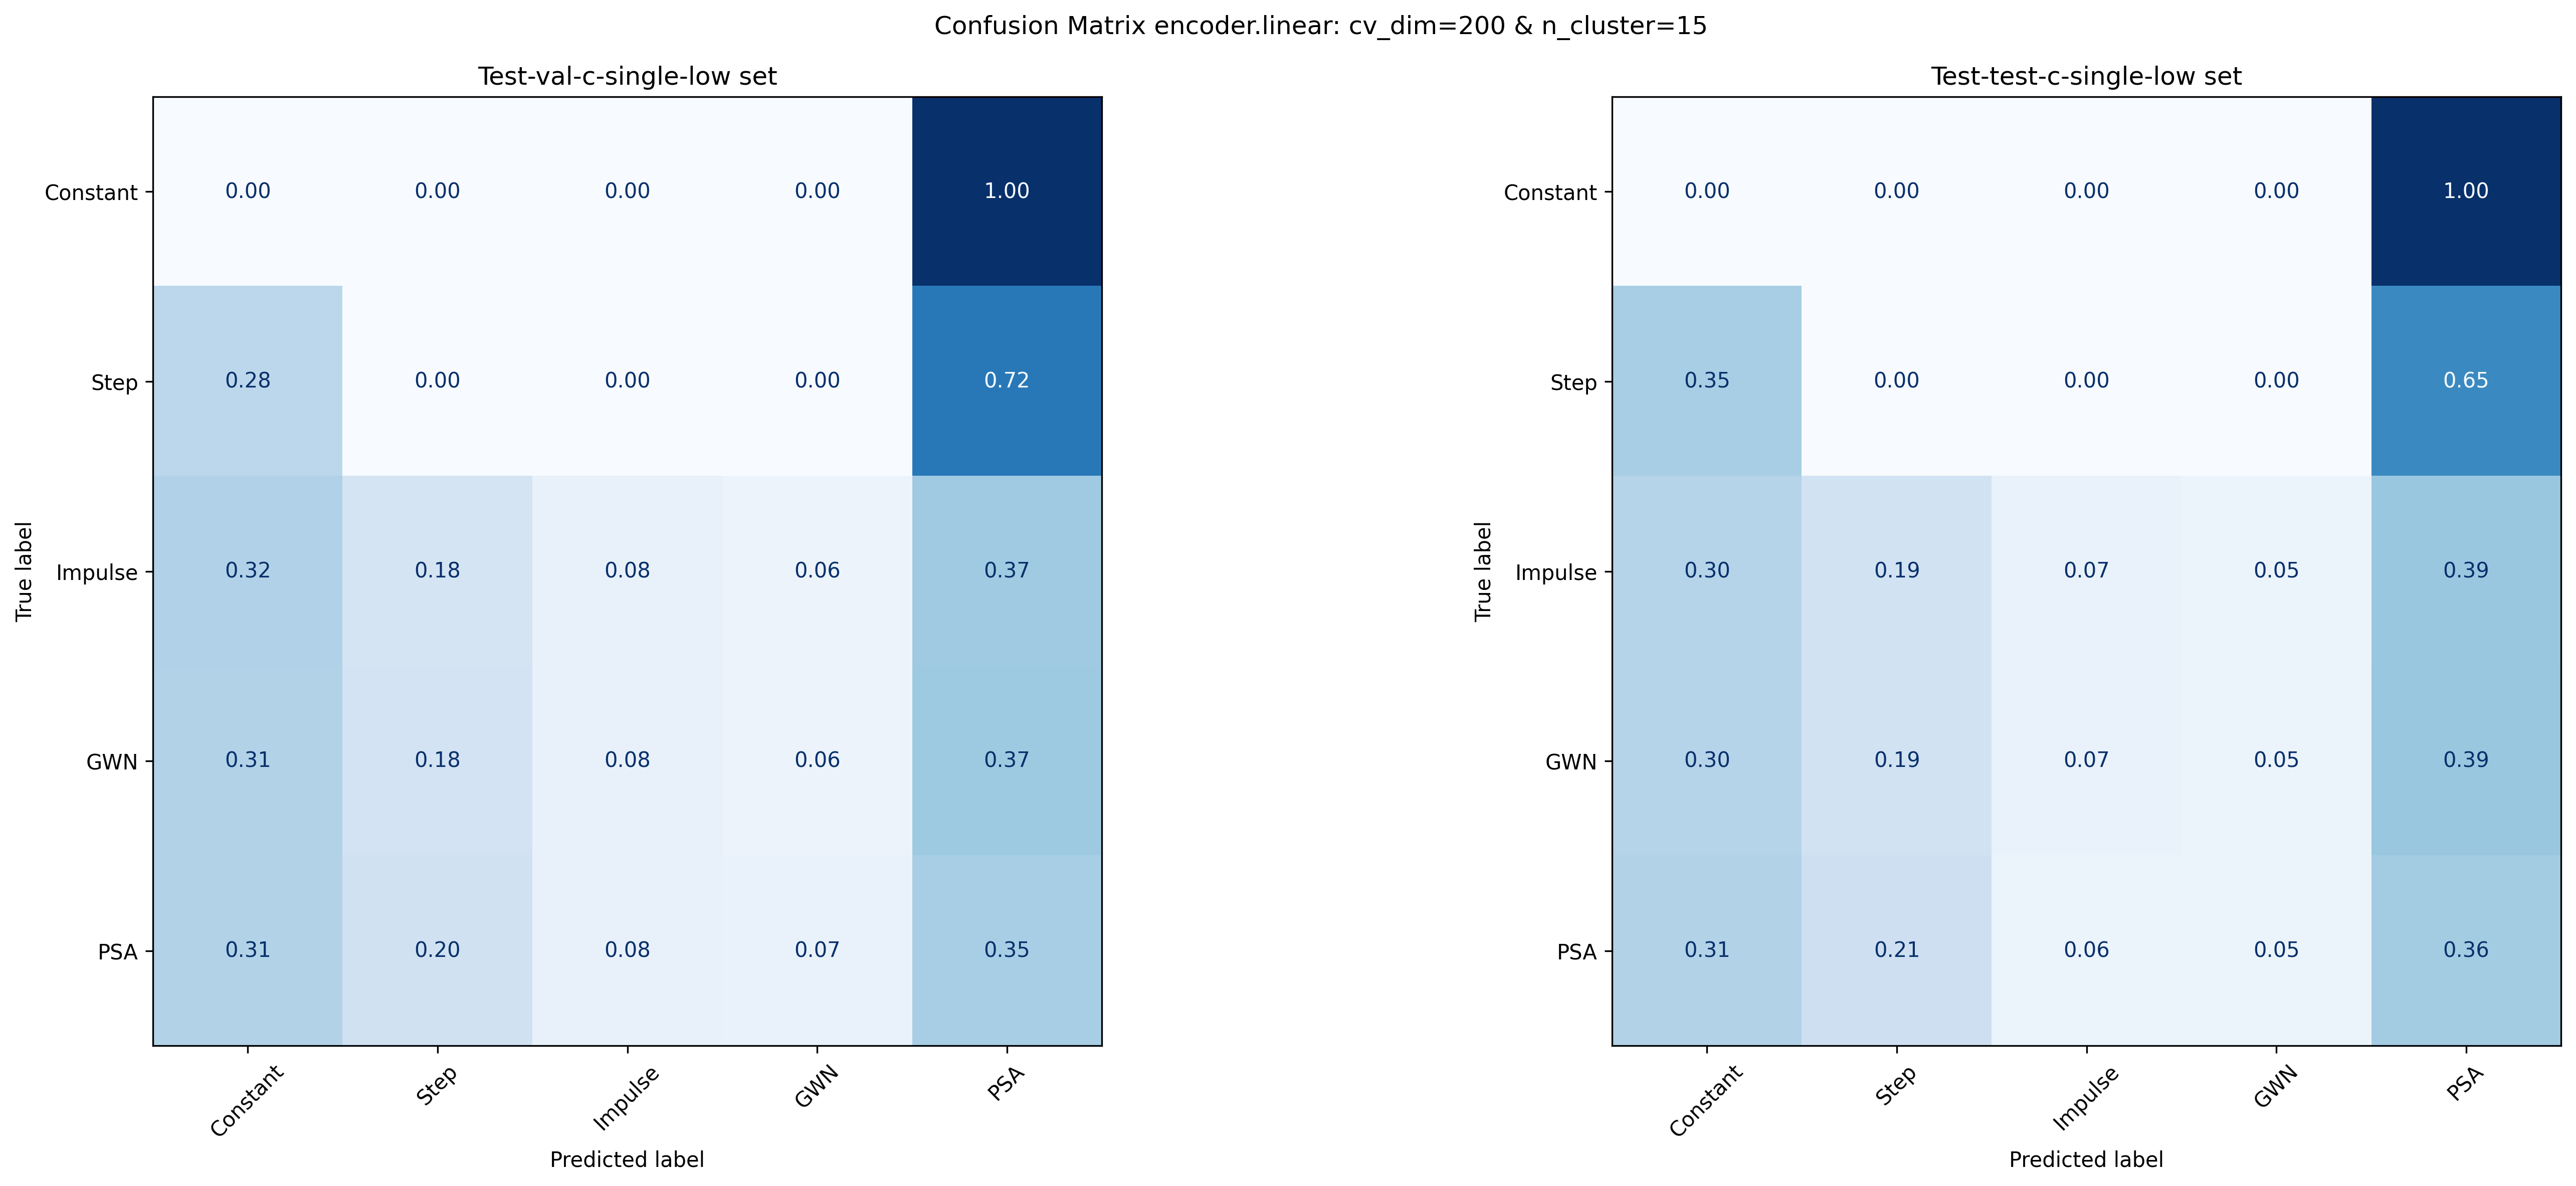 Confusion Matrix encoder.linear: cv_dim=200 & n_cluster=15
Test-val-c-single-low set
True label
Constant 0.00 0.00 0.00 0.00 1.00
Step 0.28 0.00 0.00 0.00 0.72
Impulse 0.32 0.18 0.08 0.06 0.37
GWN 0.31 0.18 0.08 0.06 0.37
PSA 0.31 0.20 0.08 0.07 0.35
Constant Step Impulse GWN PSA
Predicted label
Test-test-c-single-low set
True label
Constant 0.00 0.00 0.00 0.00 1.00
Step 0.35 0.00 0.00 0.00 0.65
Impulse 0.30 0.19 0.07 0.05 0.39
GWN 0.30 0.19 0.07 0.05 0.39
PSA 0.31 0.21 0.06 0.05 0.36
Constant Step Impulse GWN PSA
Predicted label